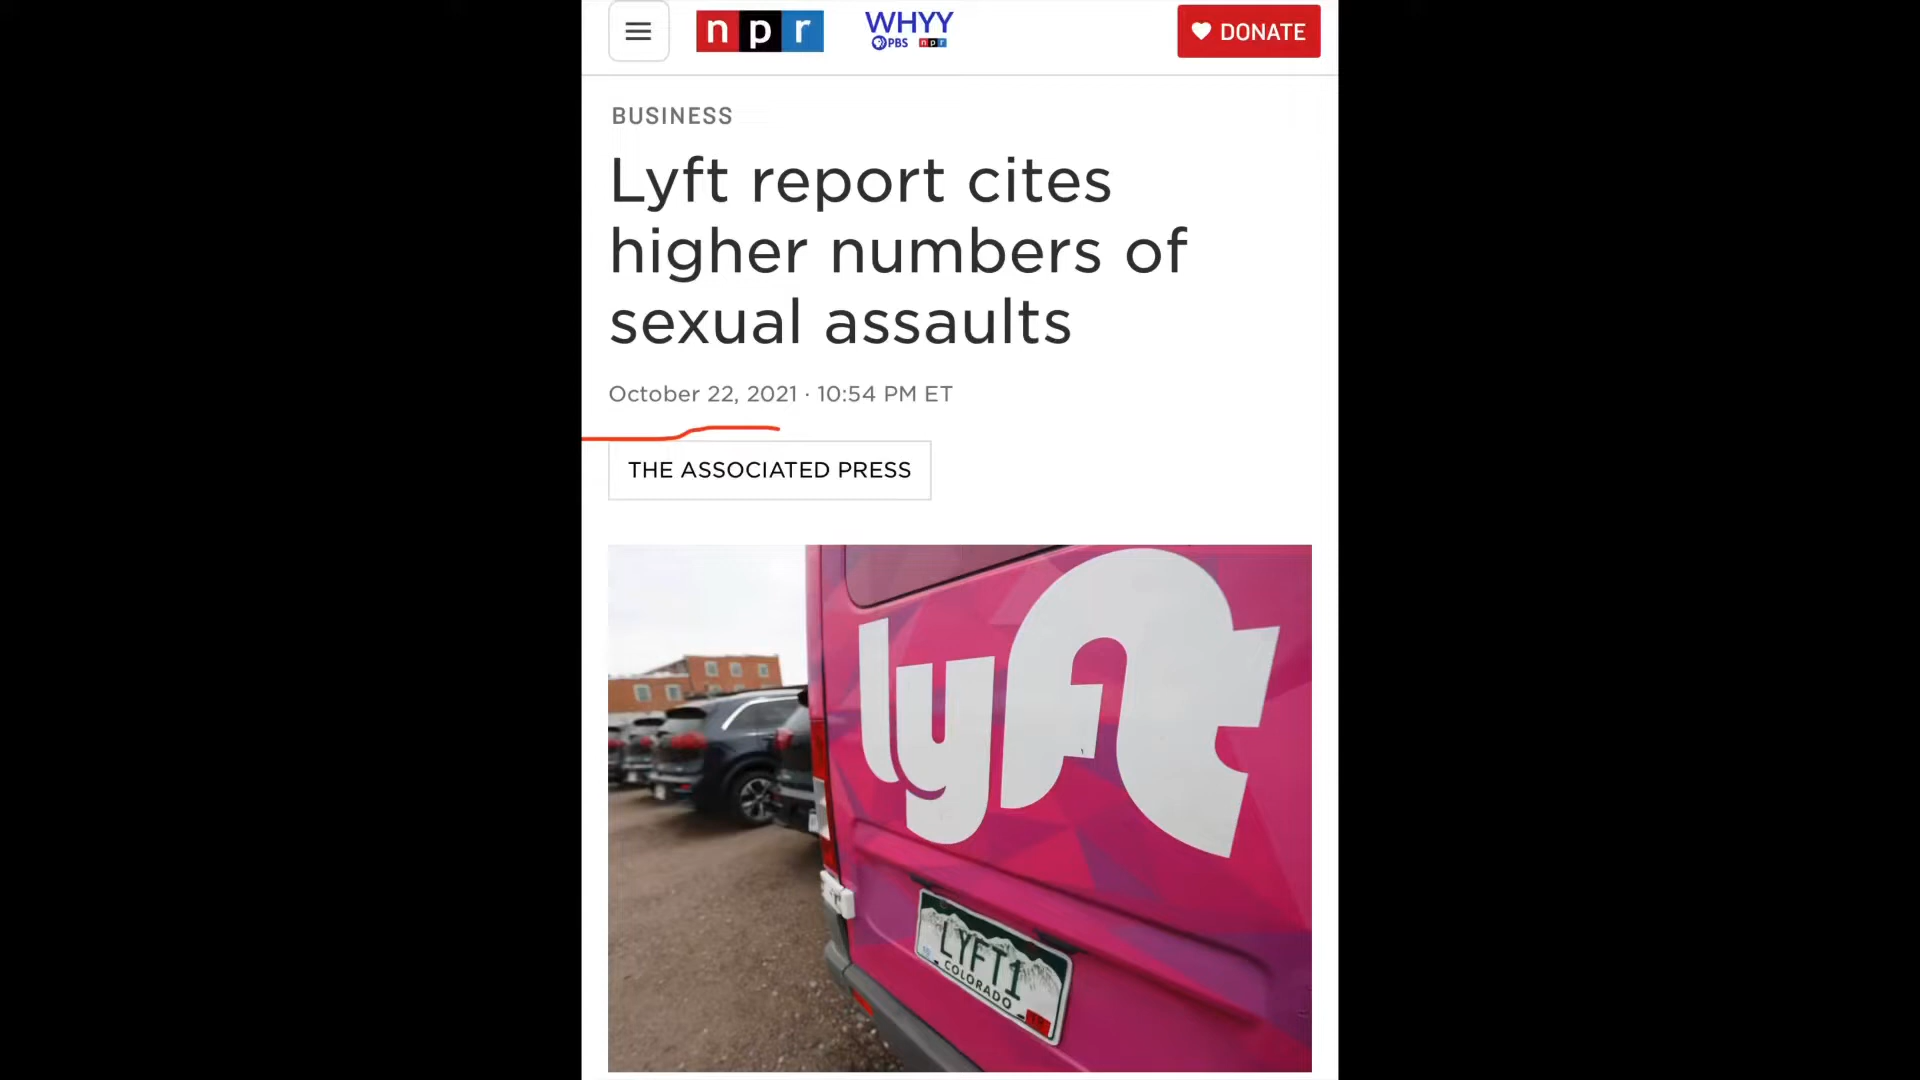 npr
WHYY
PBS npr
DONATE
BUSINESS
Lyft report cites
higher numbers of
sexual assaults
October 22, 2021 · 10:54 PM ET
THE ASSOCIATED PRESS
lyft
LYFT1
COLORADO